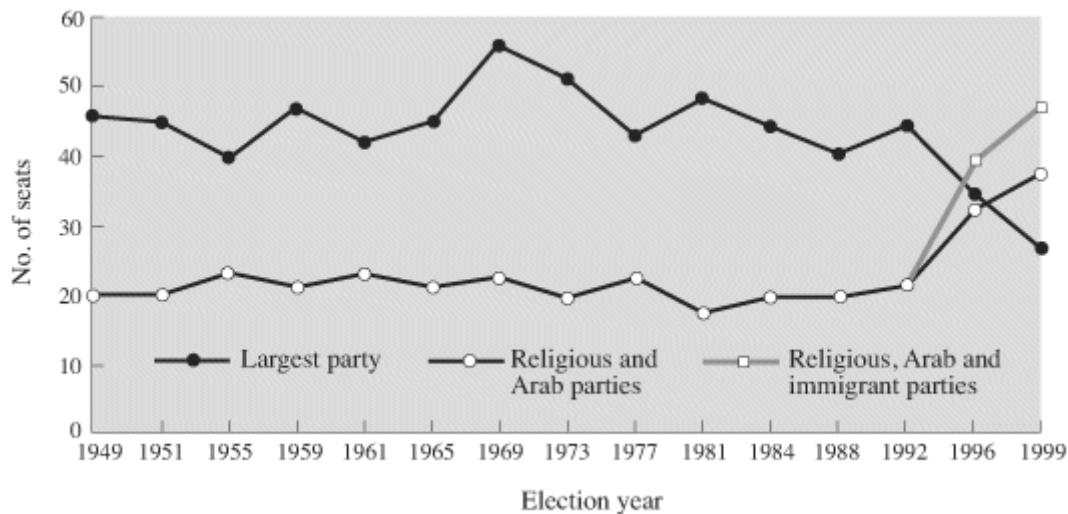 60
50
40
30
20
10
0
No. of seats
Largest party
Religious and
Arab parties
Religious, Arab and
immigrant parties
1949 1951 1955 1959 1961 1965 1969 1973 1977 1981 1984 1988 1992 1996 1999
Election year